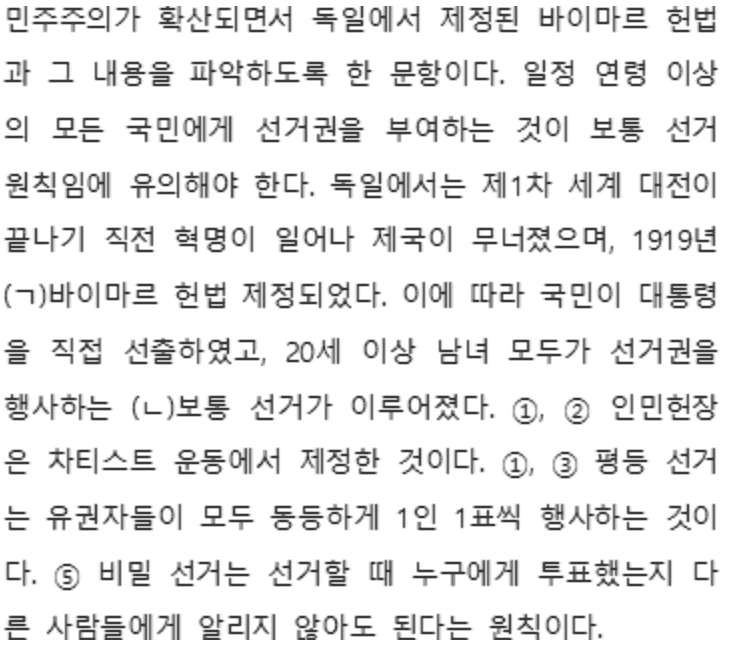 민주주의가 확산되면서 독일에서 제정된 바이마르 헌법
과 그 내용을 파악하도록 한 문항이다. 일정 연령 이상
의 모든 국민에게 선거권을 부여하는 것이 보통 선거
원칙임에 유의해야 한다. 독일에서는 제1차 세계 대전이
끝나기 직전 혁명이 일어나 제국이 무너졌으며, 1919년
(ㄱ)바이마르 헌법 제정되었다. 이에 따라 국민이 대통령
을 직접 선출하였고, 20세 이상 남녀 모두가 선거권을
행사하는 (ㄴ)보통 선거가 이루어졌다. ①, ② 인민헌장
은 차티스트 운동에서 제정한 것이다. ①, ③ 평등 선거
는 유권자들이 모두 동등하게 1인 1표씩 행사하는 것이
다. ⑤ 비밀 선거는 선거할 때 누구에게 투표했는지 다
른 사람들에게 알리지 않아도 된다는 원칙이다.